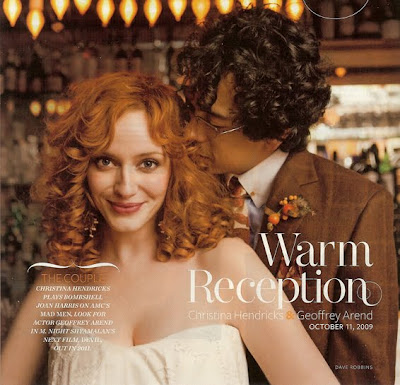 THE COUPLE
CHRISTINA HENDRICKS
PLAYS BOMBSHELL
JOAN HARRIS ON AMC'S
MAD MEN. LOOK FOR
ACTOR GEOFFREY AREND
IN M. NIGHT SHYAMALAN'S
NEXT FILM, DEVIL,
OUT IN 2011.
Warm
Reception
Christina Hendricks & Geoffrey Arend
OCTOBER 11, 2009
DAVE ROBBINS